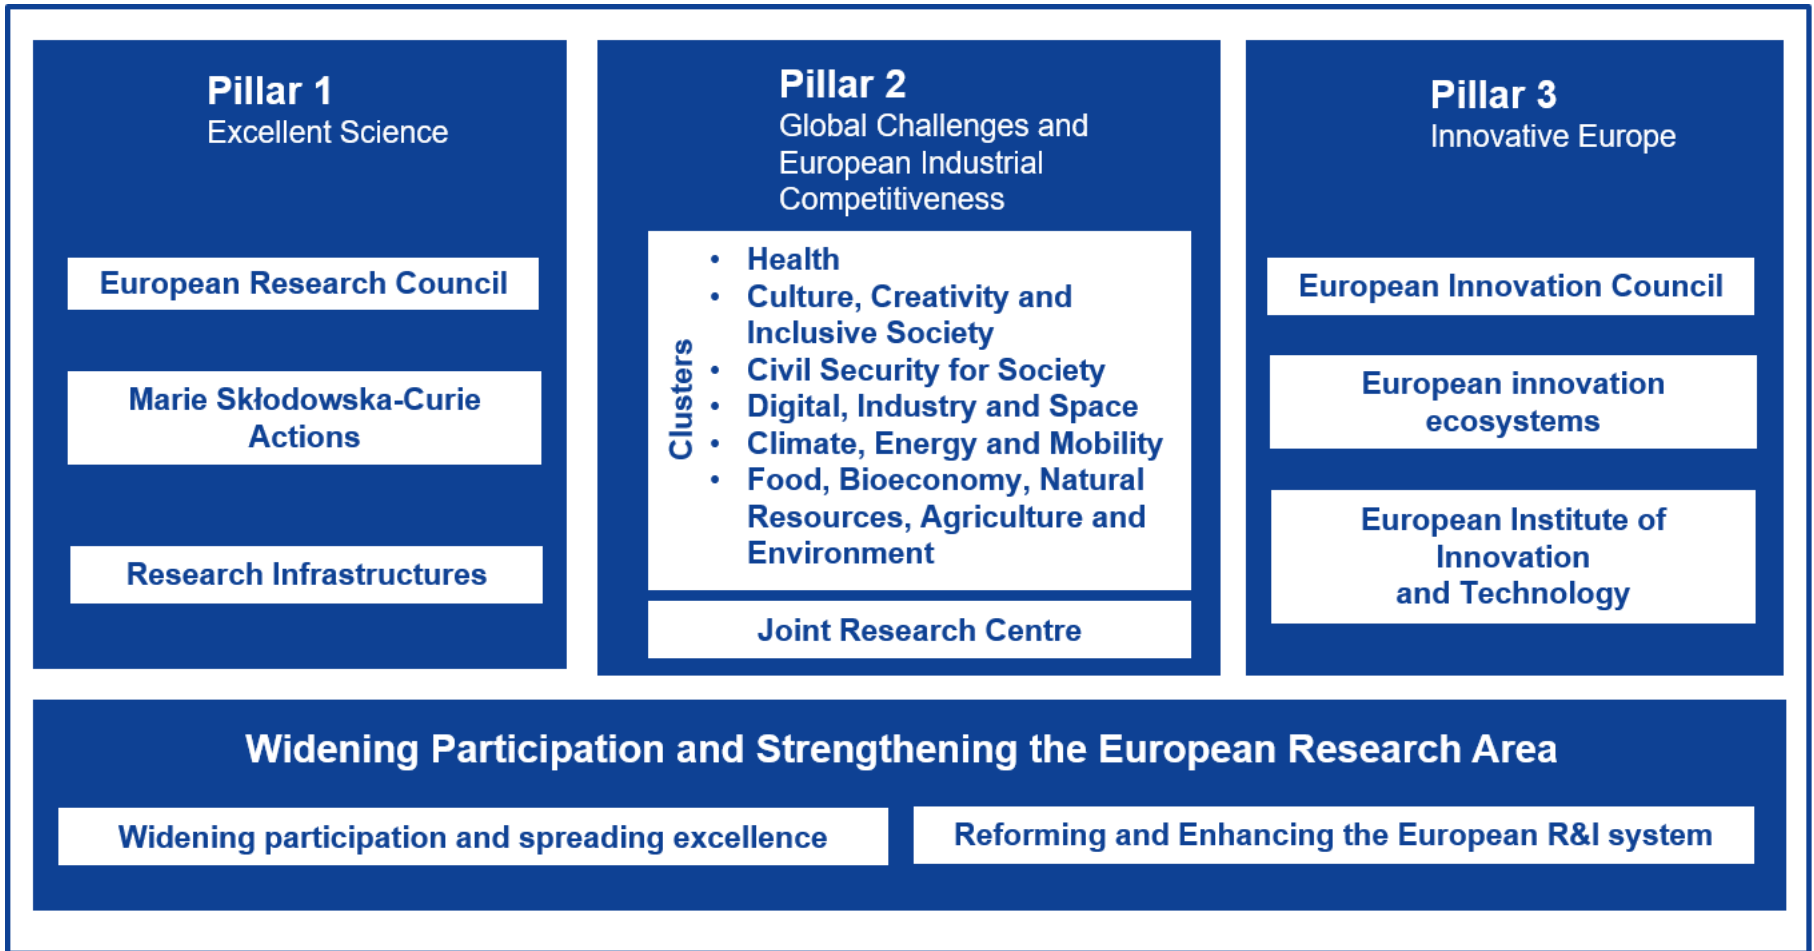 Pillar 1
Excellent Science
European Research Council
Marie Skłodowska-Curie
Actions
Research Infrastructures
Pillar 2
Global Challenges and
European Industrial
Competitiveness
Clusters
• Health
• Culture, Creativity and
Inclusive Society
• Civil Security for Society
• Digital, Industry and Space
• Climate, Energy and Mobility
• Food, Bioeconomy, Natural
Resources, Agriculture and
Environment
Joint Research Centre
Pillar 3
Innovative Europe
European Innovation Council
European innovation
ecosystems
European Institute of
Innovation
and Technology
Widening Participation and Strengthening the European Research Area
Widening participation and spreading excellence
Reforming and Enhancing the European R&I system